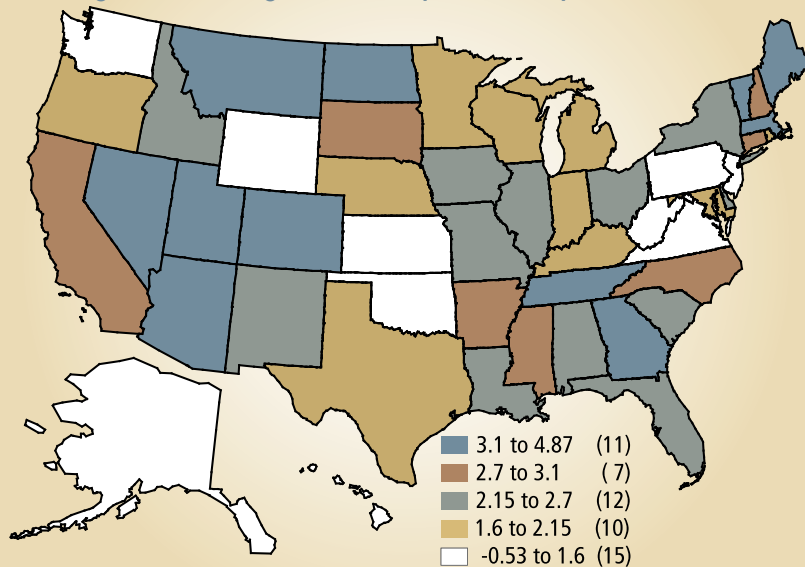 3.1 to 4.87 (11)
2.7 to 3.1 ( 7)
2.15 to 2.7 (12)
1.6 to 2.15 (10)
-0.53 to 1.6 (15)